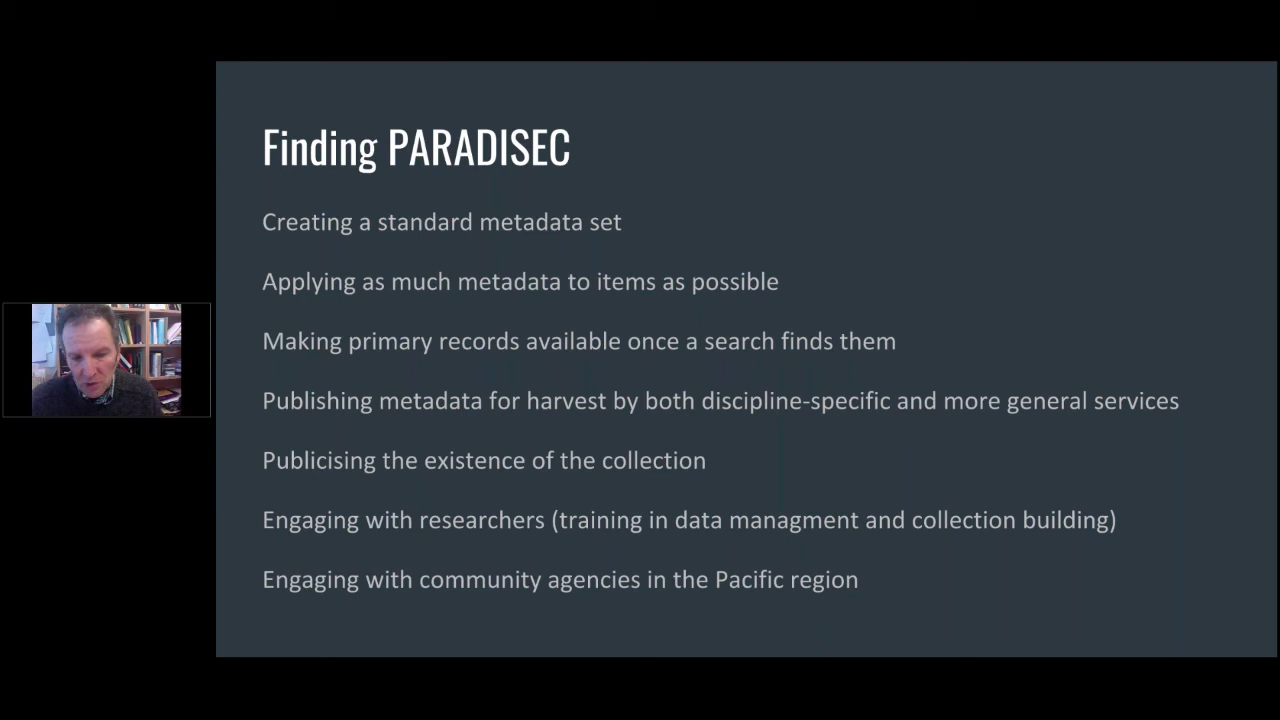 Finding PARADISEC
Creating a standard metadata set
Applying as much metadata to items as possible
Making primary records available once a search finds them
Publishing metadata for harvest by both discipline-specific and more general services
Publicising the existence of the collection
Engaging with researchers (training in data managment and collection building)
Engaging with community agencies in the Pacific region